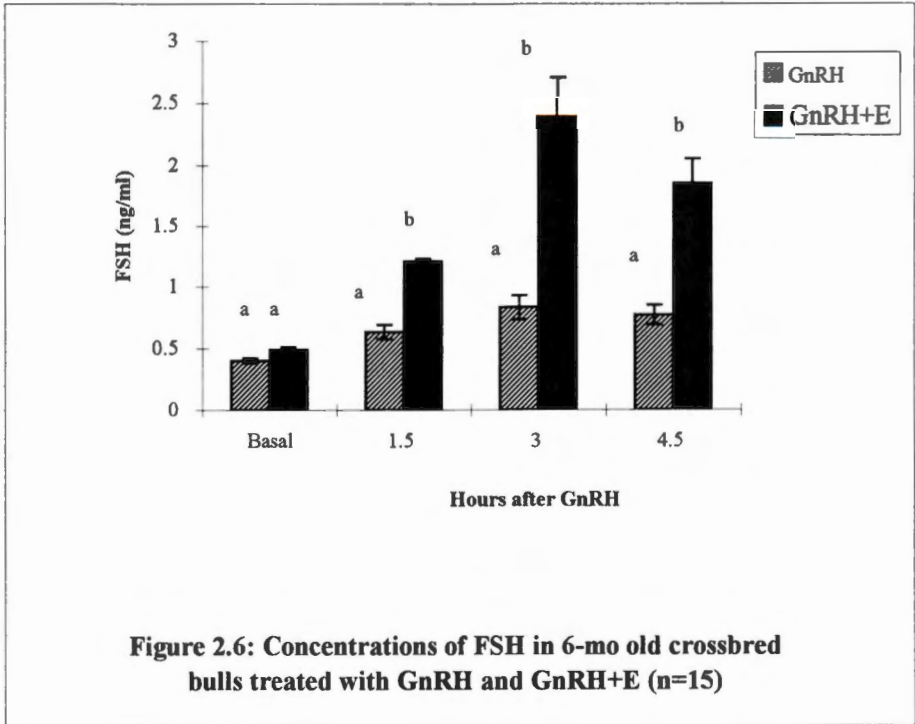 3
2.5
2
1.5
1
0.5
0
FSH (ng/ml)
a a
a b
a b
a b
Basal 1.5 3 4.5
Hours after GnRH
GnRH
GnRH+E
Figure 2.6: Concentrations of FSH in 6-mo old crossbred
bulls treated with GnRH and GnRH+E (n=15)